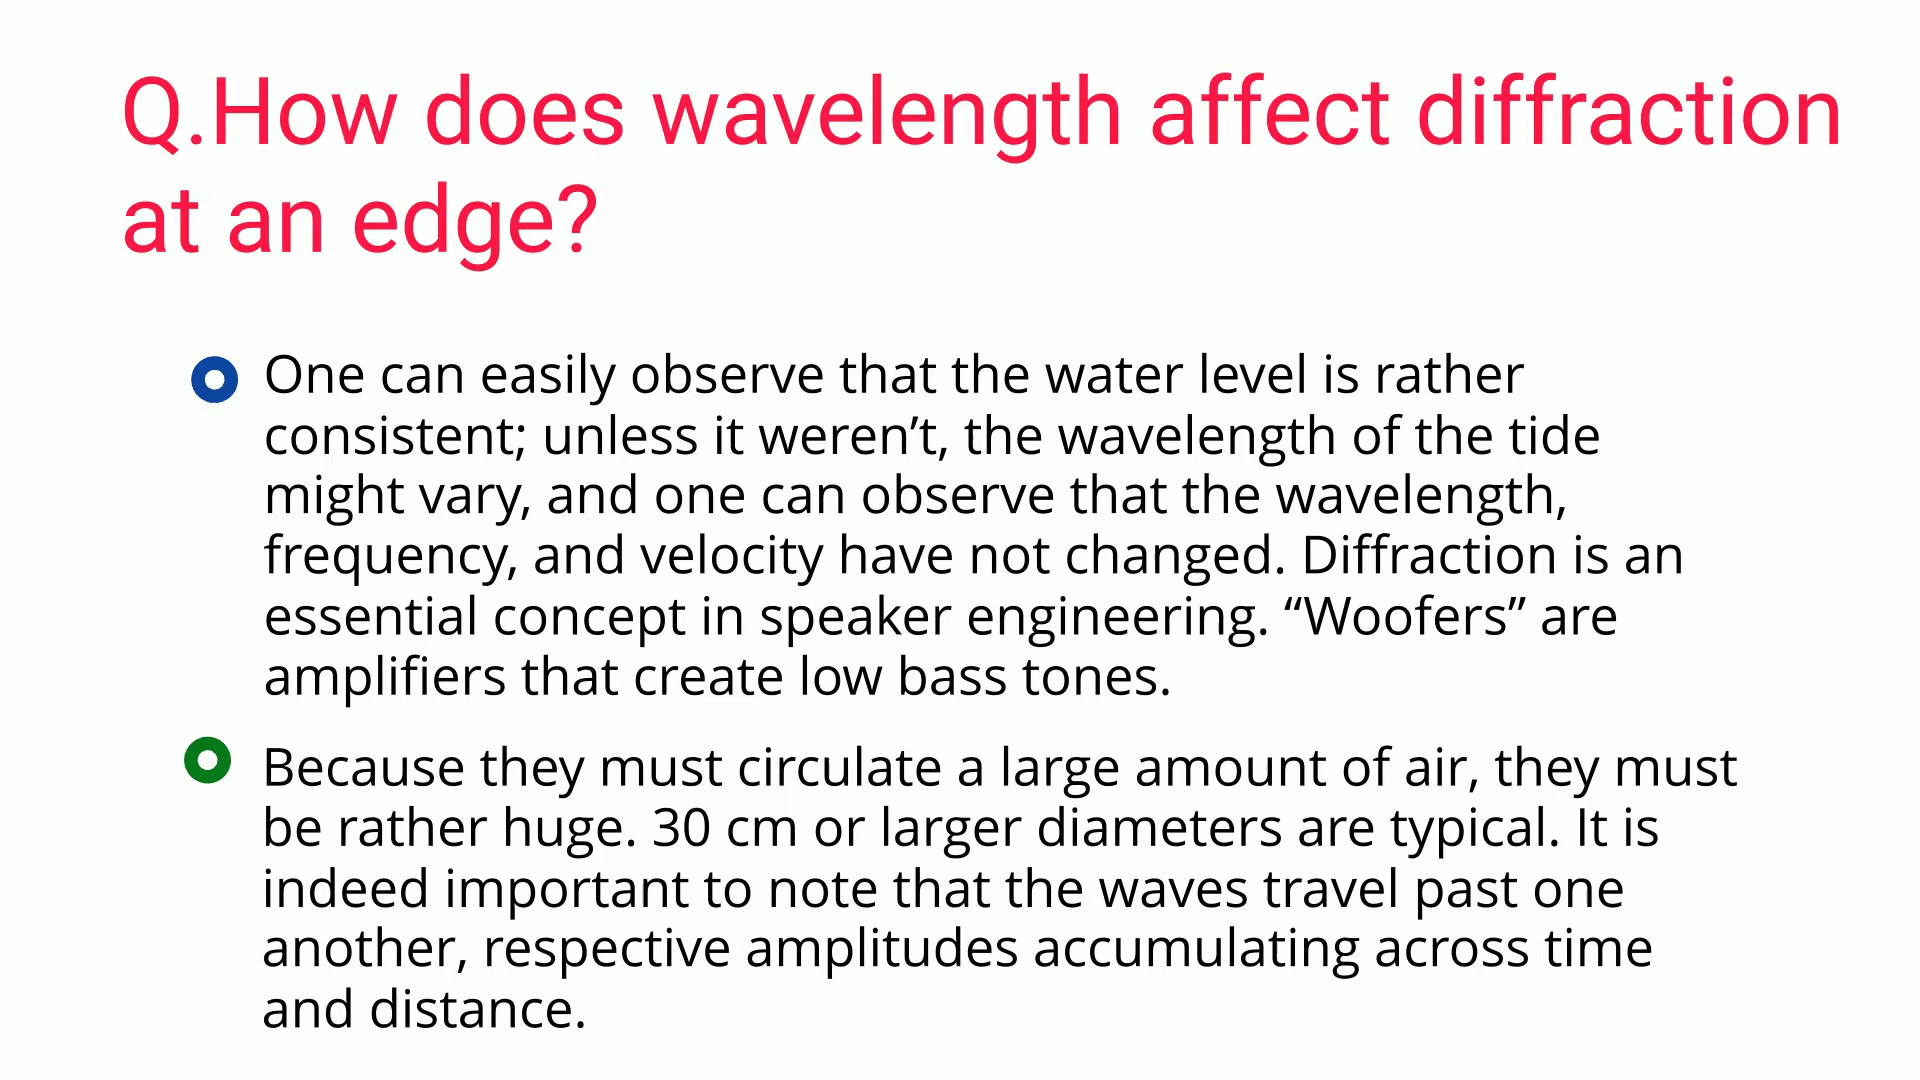 Q.How does wavelength affect diffraction
at an edge?
One can easily observe that the water level is rather
consistent; unless it weren’t, the wavelength of the tide
might vary, and one can observe that the wavelength,
frequency, and velocity have not changed. Diffraction is an
essential concept in speaker engineering. “Woofers” are
amplifiers that create low bass tones.
Because they must circulate a large amount of air, they must
be rather huge. 30 cm or larger diameters are typical. It is
indeed important to note that the waves travel past one
another, respective amplitudes accumulating across time
and distance.